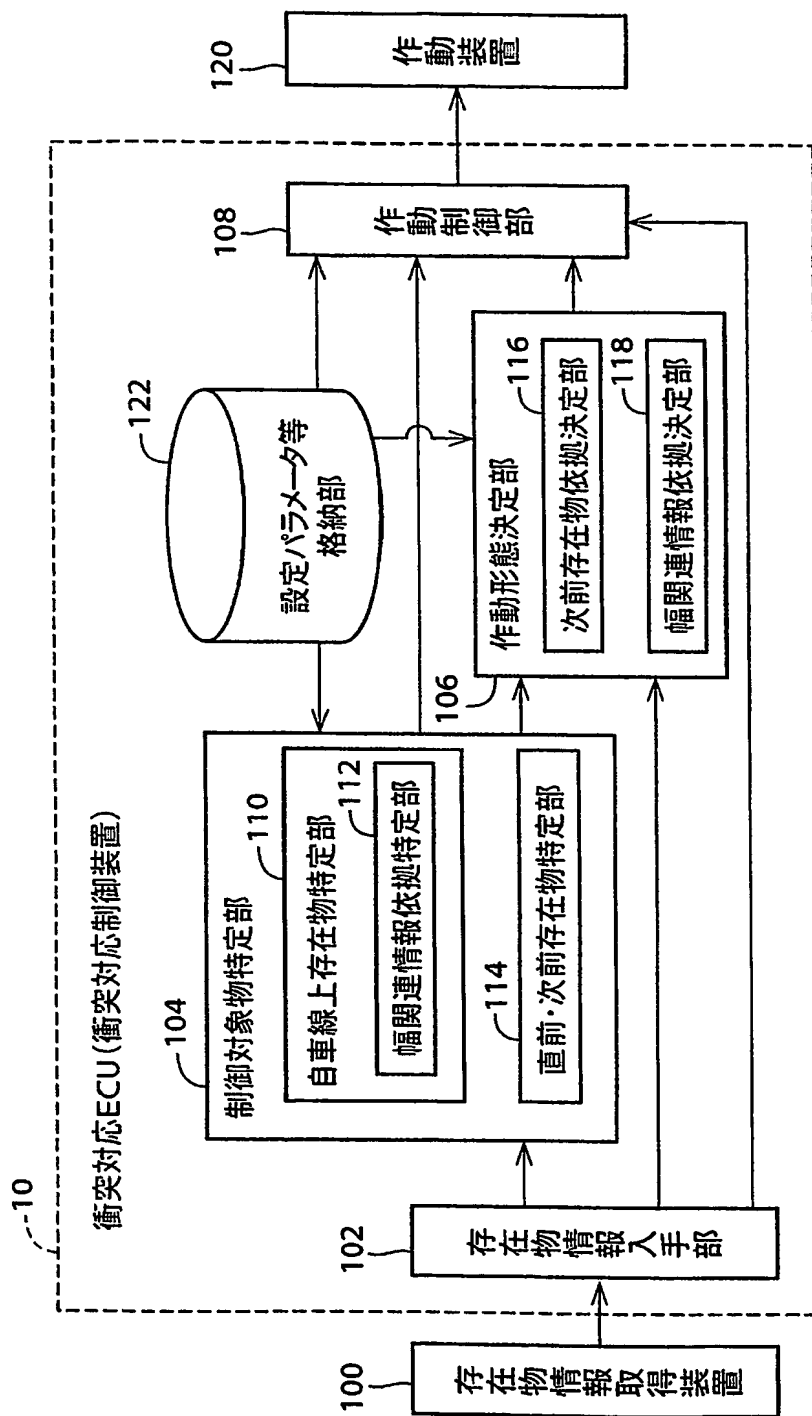 10
衝突対応ECU(衝突対応制御装置)
100
存在物情報取得装置
102
存在物情報入手部
104
制御対象物特定部
110
自車線上存在物特定部
112
幅関連情報依拠特定部
114
直前・次前存在物特定部
122
設定パラメータ等
格納部
106
作動形態決定部
116
次前存在物依拠決定部
118
幅関連情報依拠決定部
108
作動制御部
120
作動装置